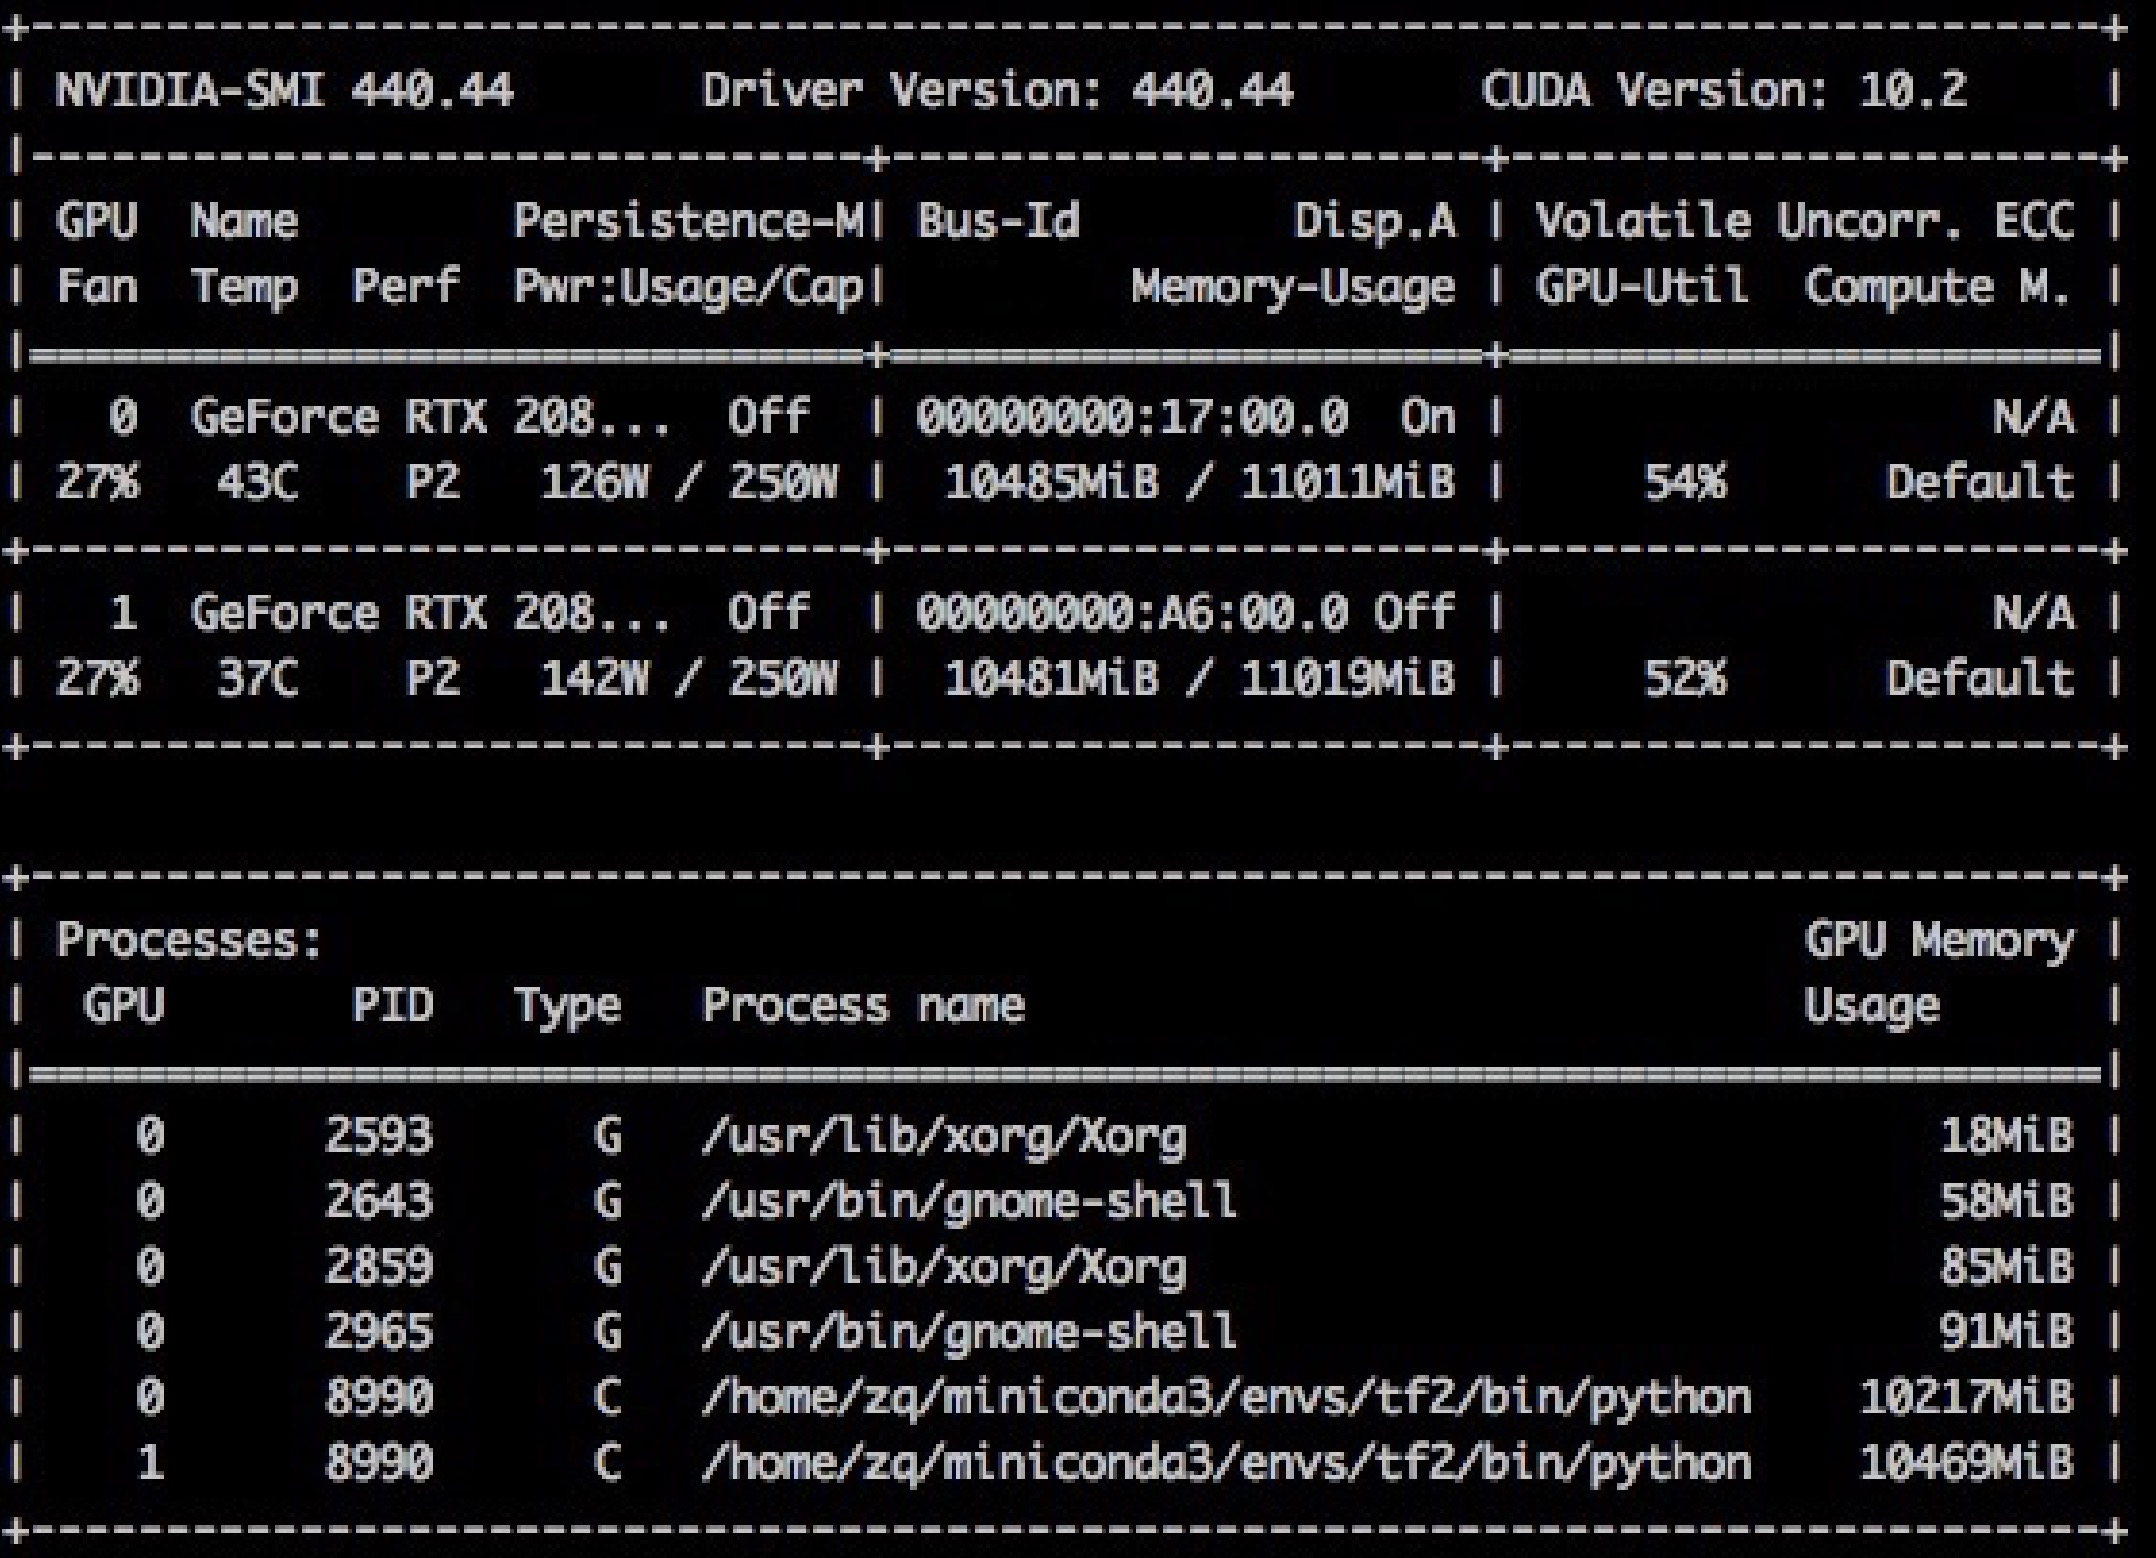 +-----------------------------------------------------------------------------+
| NVIDIA-SMI 440.44       Driver Version: 440.44       CUDA Version: 10.2     |
|-------------------------------+----------------------+----------------------+
| GPU  Name        Persistence-M| Bus-Id        Disp.A | Volatile Uncorr. ECC |
| Fan  Temp  Perf  Pwr:Usage/Cap|         Memory-Usage | GPU-Util  Compute M. |
|===============================+======================+======================|
|   0  GeForce RTX 208...  Off  | 00000000:17:00.0  On |                  N/A |
| 27%   43C    P2   126W / 250W |  10485MiB / 11011MiB |     54%      Default |
+-------------------------------+----------------------+----------------------+
|   1  GeForce RTX 208...  Off  | 00000000:A6:00.0 Off |                  N/A |
| 27%   37C    P2   142W / 250W |  10481MiB / 11019MiB |     52%      Default |
+-------------------------------+----------------------+----------------------+
+-----------------------------------------------------------------------------+
| Processes:                                                       GPU Memory |
|  GPU       PID   Type   Process name                             Usage      |
|=============================================================================|
|    0      2593      G   /usr/lib/xorg/Xorg                            18MiB |
|    0      2643      G   /usr/bin/gnome-shell                          58MiB |
|    0      2859      G   /usr/lib/xorg/Xorg                            85MiB |
|    0      2965      G   /usr/bin/gnome-shell                          91MiB |
|    0      8990      C   /home/zq/miniconda3/envs/tf2/bin/python    10217MiB |
|    1      8990      C   /home/zq/miniconda3/envs/tf2/bin/python    10469MiB |
+-----------------------------------------------------------------------------+